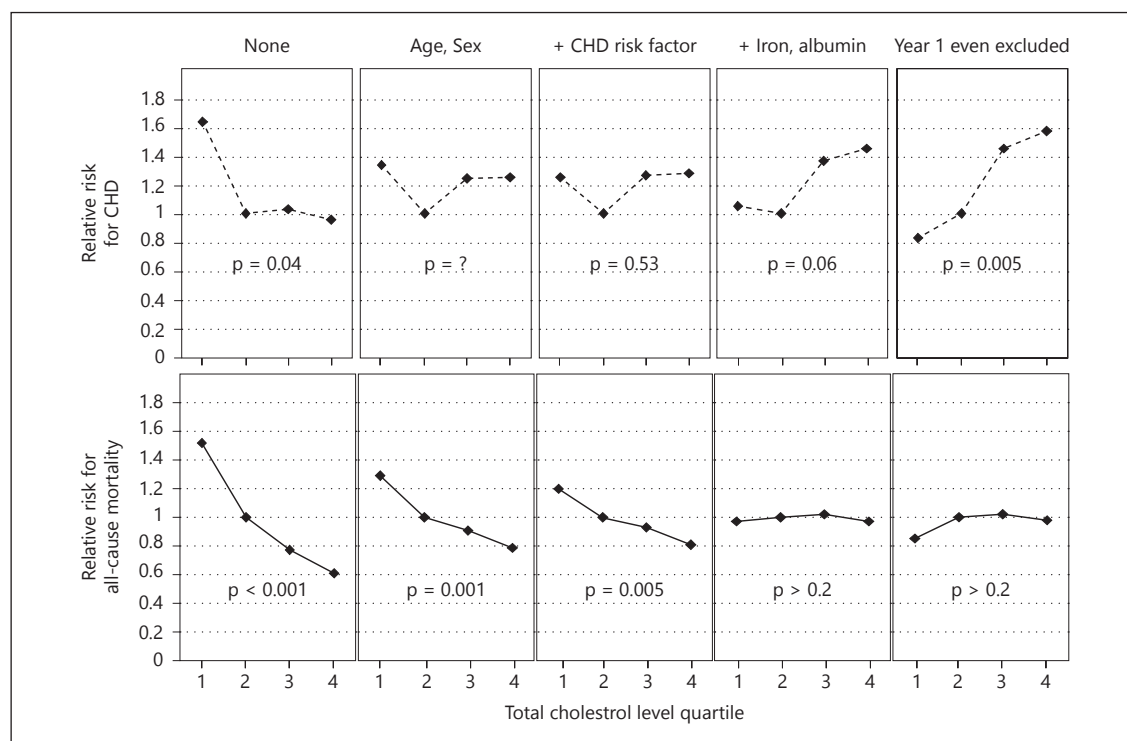 None
Age, Sex
+ CHD risk factor
+ Iron, albumin
Year 1 even excluded
Relative risk
for CHD
1.8
1.6
1.4
1.2
1
0.8
0.6
0.4
0.2
0
p = 0.04
p = ?
p = 0.53
p = 0.06
p = 0.005
Relative risk for
all-cause mortality
1.8
1.6
1.4
1.2
1
0.8
0.6
0.4
0.2
0
p < 0.001
p = 0.001
p = 0.005
p > 0.2
p > 0.2
1 2 3 4
1 2 3 4
1 2 3 4
1 2 3 4
1 2 3 4
Total cholestrol level quartile